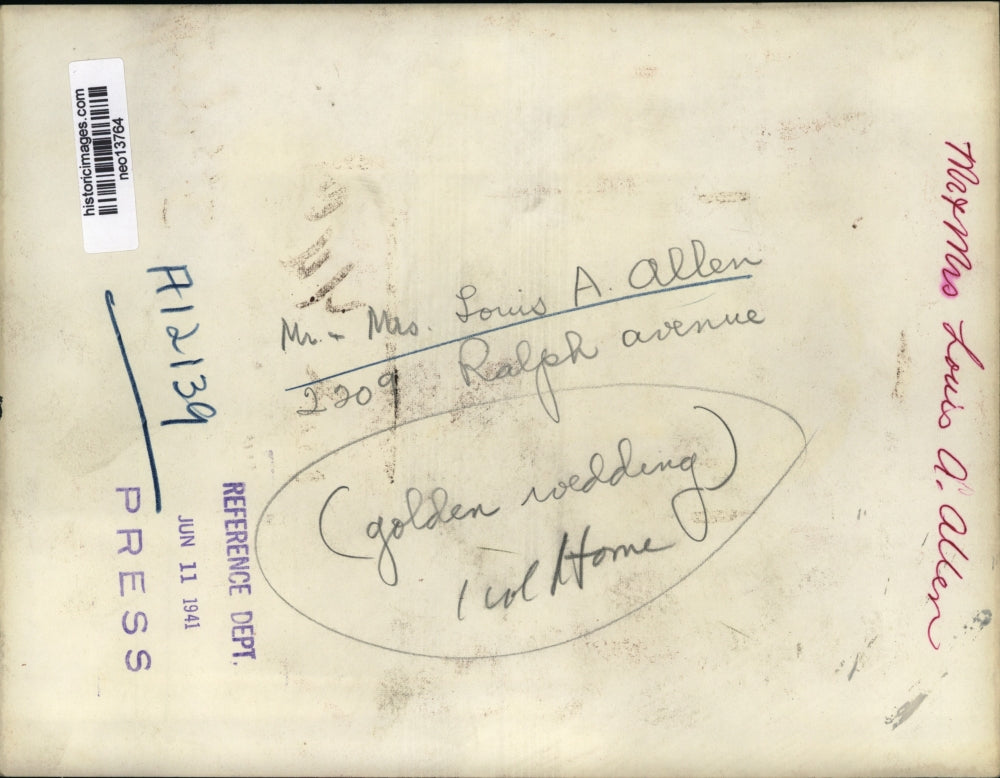 historicimages.com
neo13764
A12139
REFERENCE DEPT.
JUN 11 1941
PRESS
Mr. & Mrs. Louis A. Allen
2209 Ralph avenue
(golden wedding)
1 col Home
Mr & Mrs Louis A. Allen